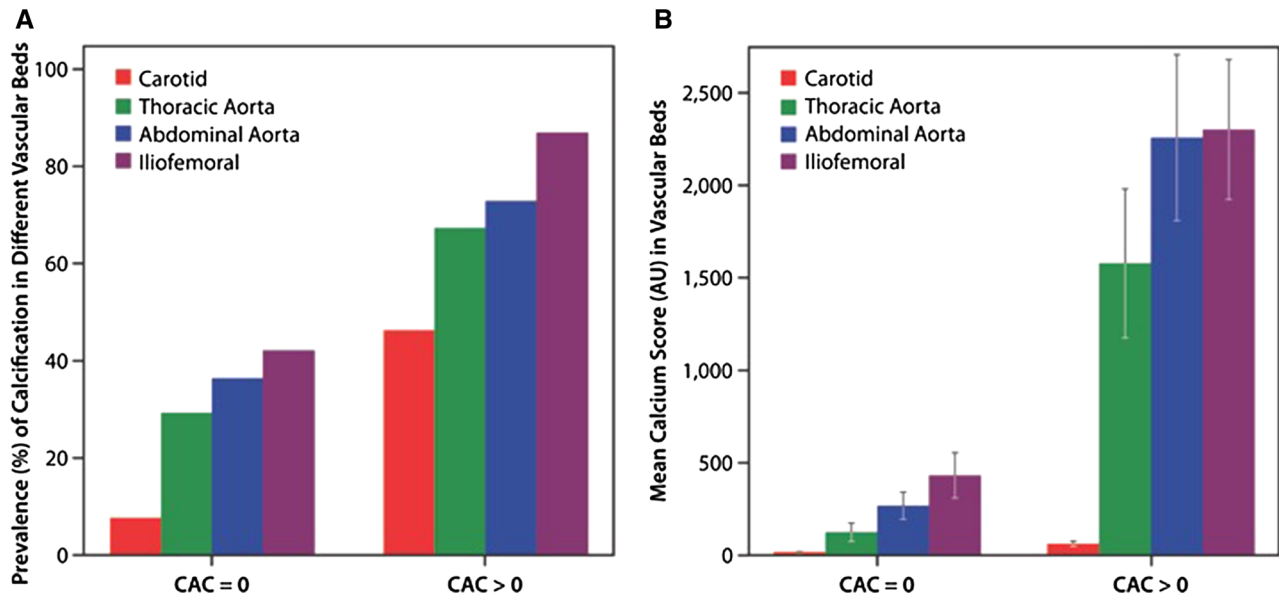 A
Prevalence (%) of Calcification in Different Vascular Beds
100
80
60
40
20
0
Carotid
Thoracic Aorta
Abdominal Aorta
Iliofemoral
CAC = 0
CAC > 0
B
Mean Calcium Score (AU) in Vascular Beds
2,500
2,000
1,500
1,000
500
0
Carotid
Thoracic Aorta
Abdominal Aorta
Iliofemoral
CAC = 0
CAC > 0